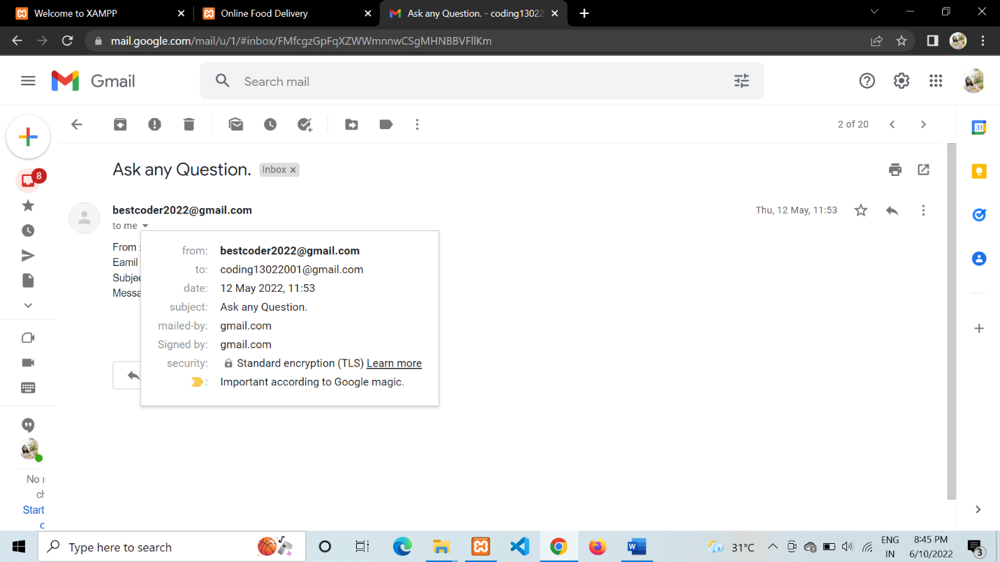 Welcome to XAMPP
Online Food Delivery
Ask any Question. - coding13022
mail.google.com/mail/u/1/#inbox/FMfcgzGpFqXZWWmnnwCSgMHNBBVFllKm
Gmail
Search mail
2 of 20
8
31
Ask any Question.
Inbox ×
bestcoder2022@gmail.com
Thu, 12 May, 11:53
to me
From :
Eamil
Subjec
Messa
from: bestcoder2022@gmail.com
to: coding13022001@gmail.com
date: 12 May 2022, 11:53
subject: Ask any Question.
mailed-by: gmail.com
Signed by: gmail.com
security: Standard encryption (TLS) Learn more
: Important according to Google magic.
No r
ch
Start
c
Type here to search
31°C
ENG
IN
8:45 PM
6/10/2022
3